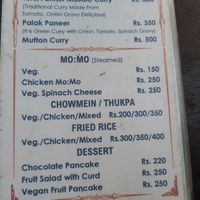 (Traditional Curry Made From
Tomato, Onion Gravy Delicious)
Palak Paneer Rs. 350
(It is Green Curry with Onion, Tomato, Spinach Gravy)
Mutton Curry Rs. 500
MO:MO (Steamed)
Veg. Rs. 150
Chicken Mo:Mo Rs. 250
Veg. Spinach Cheese Rs. 250
CHOWMEIN / THUKPA
Veg./Chicken/Mixed Rs.200/300/350
FRIED RICE
Veg./Chicken/Mixed Rs.300/350/400
DESSERT
Chocolate Pancake Rs. 220
Fruit Salad with Curd Rs. 250
Vegan Fruit Pancake Rs. 250